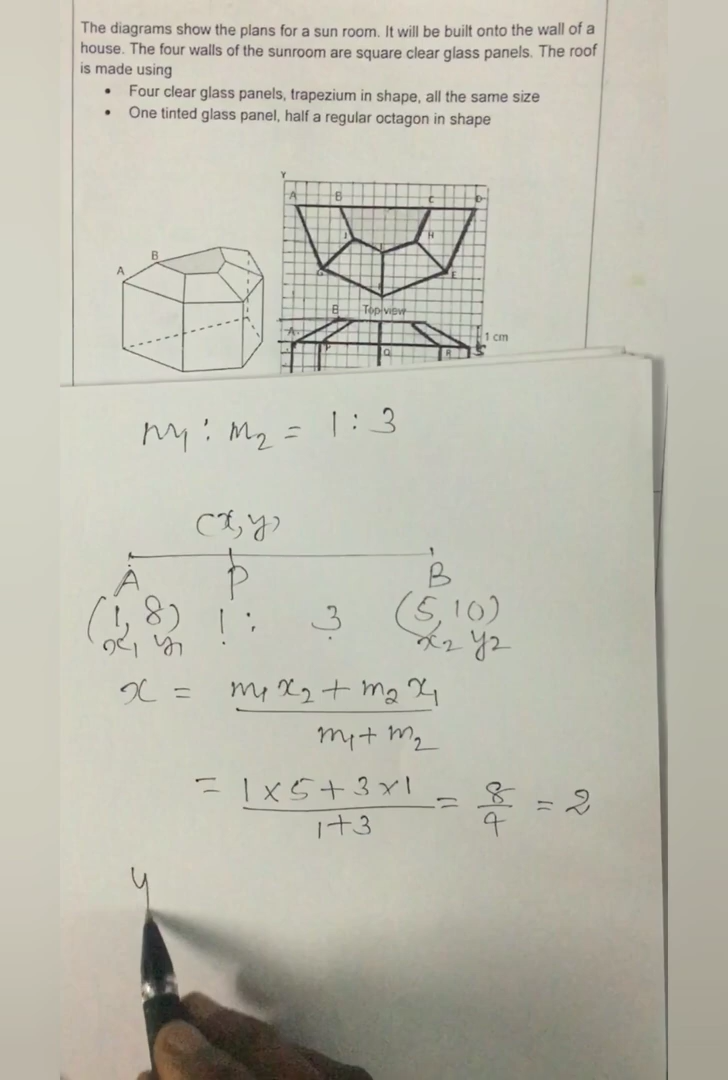 The diagrams show the plans for a sun room. It will be built onto the wall of a
house. The four walls of the sunroom are square clear glass panels. The roof
is made using
• Four clear glass panels, trapezium in shape, all the same size
• One tinted glass panel, half a regular octagon in shape
Y
A B C D
B
A
J H
G E
B Top view
A
1 cm
P Q R S
m₁ : m₂ = 1 : 3
(x, y)
A P B
(1, 8) 1 : 3 (5, 10)
x₁ y₁ x₂ y₂
x = m₁ x₂ + m₂ x₁
m₁ + m₂
= 1 × 5 + 3 × 1 = 8 = 2
1 + 3 4
y